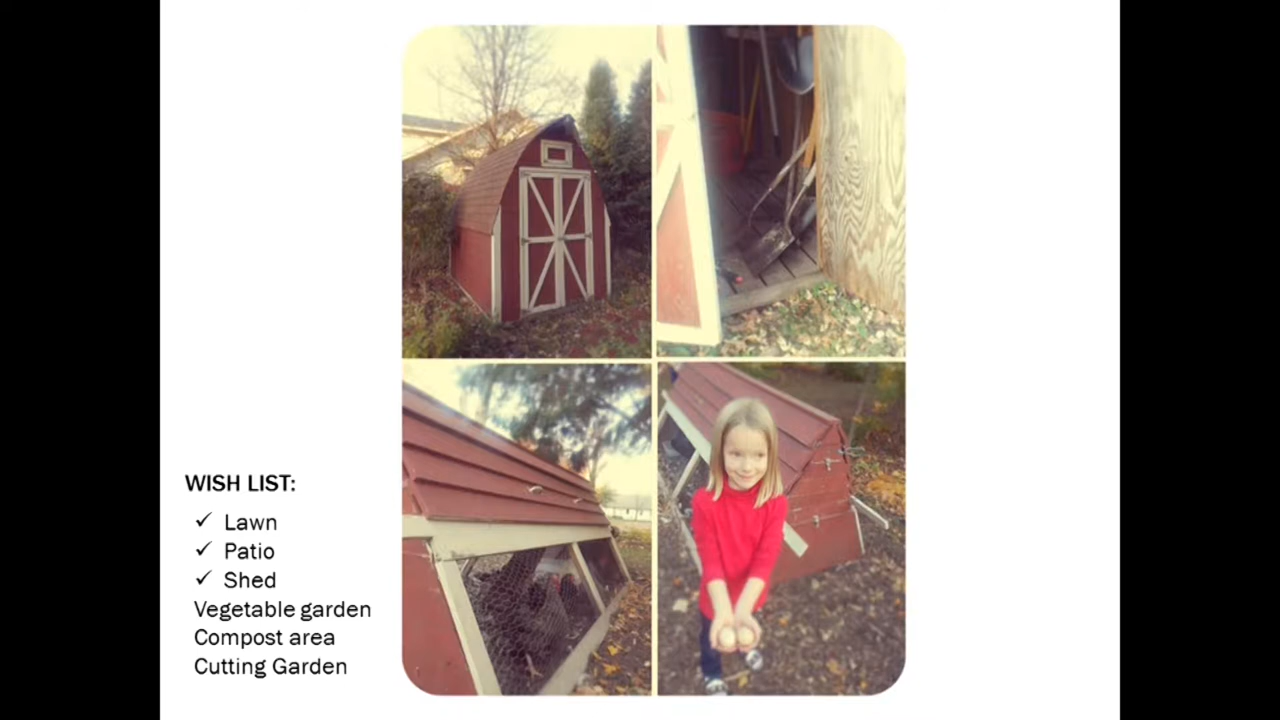 WISH LIST:
✓ Lawn
✓ Patio
✓ Shed
Vegetable garden
Compost area
Cutting Garden